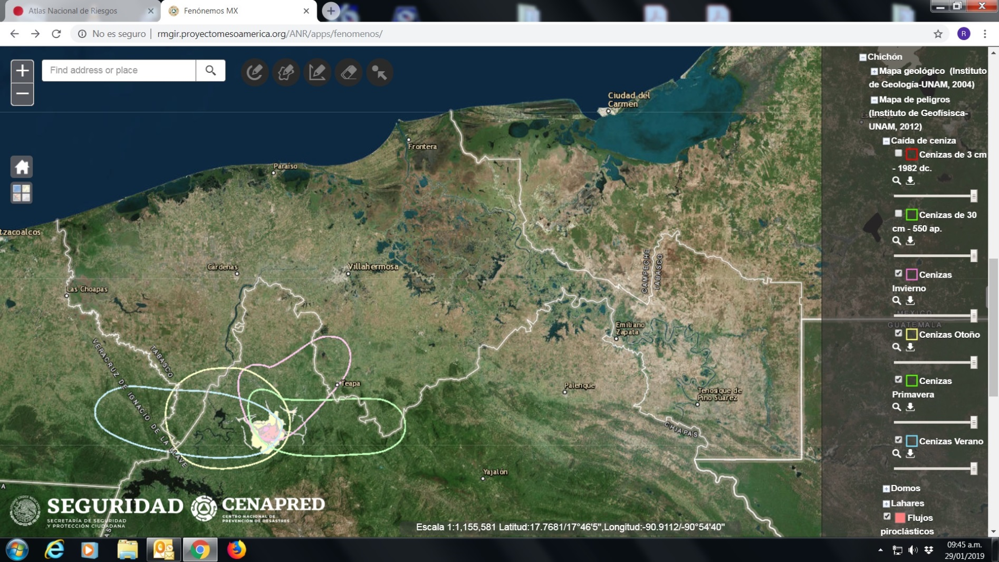 Atlas Nacional de Riesgos
Fenónemos MX
No es seguro
rmgir.proyectomesoamerica.org/ANR/apps/fenomenos/
R
Find address or place
Ciudad del
Carmen
Frontera
Paraíso
tzacoalcos
Cárdenas
Villahermosa
CAMPECHE
TABASCO
Las Choapas
Emiliano
Zapata
VERACRUZ DE IGNACIO DE LA LLAVE
TABASCO
Teapa
Palenque
Tenosique de
Pino Suárez
CHIAPAS
Yajalón
A
SEGURIDAD
SECRETARÍA DE SEGURIDAD
Y PROTECCIÓN CIUDADANA
CENAPRED
CENTRO NACIONAL DE
PREVENCIÓN DE DESASTRES
Escala 1:1,155,581 Latitud:17.7681/17°46'5",Longitud:-90.9112/-90°54'40"
Chichón
Mapa geológico (Instituto
de Geología-UNAM, 2004)
Mapa de peligros
(Instituto de Geofísisca-
UNAM, 2012)
Caída de ceniza
Cenizas de 3 cm
- 1982 dc.
Cenizas de 30
cm - 550 ap.
Cenizas
Invierno
MEXICO
GUATEMALA
Cenizas Otoño
Cenizas
Primavera
Cenizas Verano
Domos
Lahares
Flujos
piroclásticos
09:45 a.m.
29/01/2019